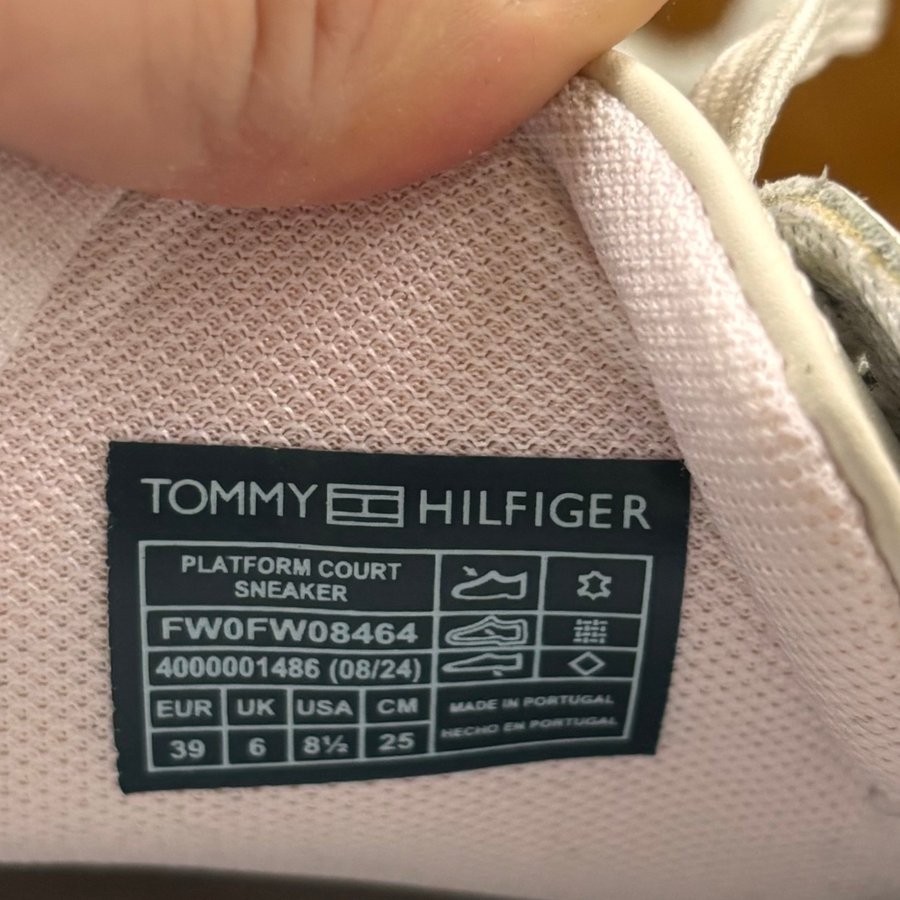 TOMMY HILFIGER
PLATFORM COURT
SNEAKER
FW0FW08464
4000001486 (08/24)
EUR UK USA CM
39 6 8½ 25
MADE IN PORTUGAL
HECHO EN PORTUGAL